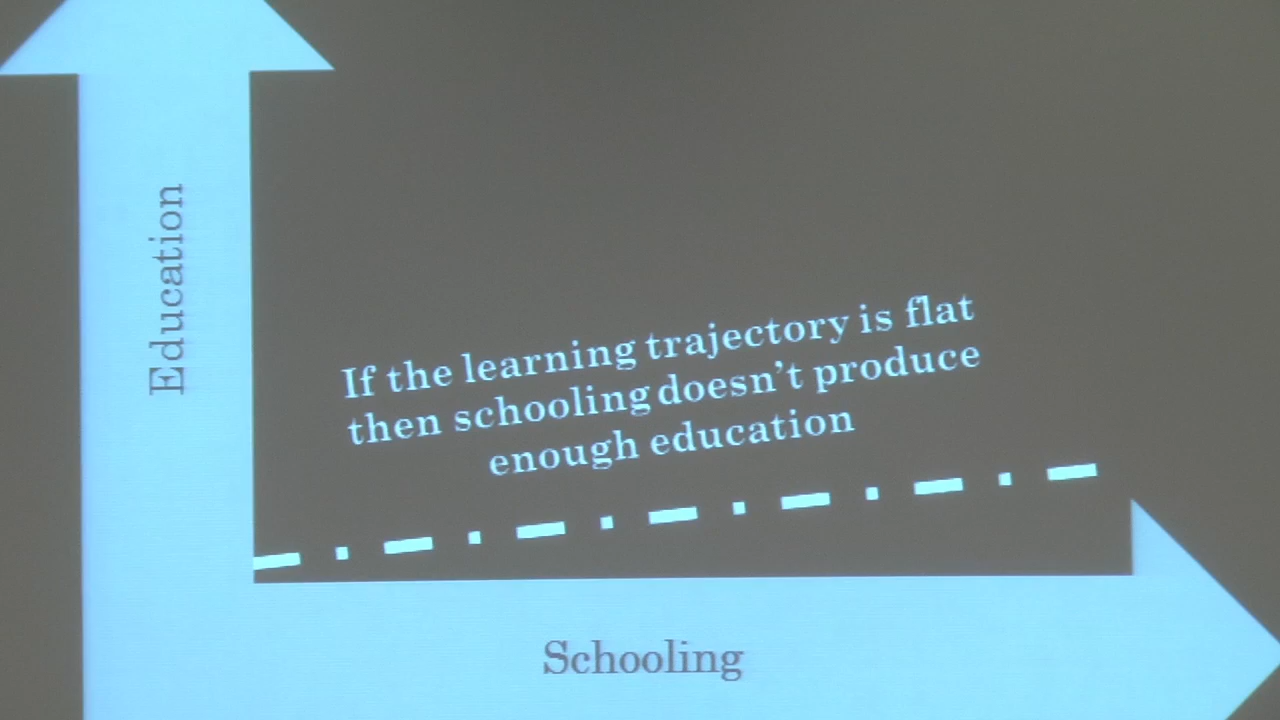 Education
If the learning trajectory is flat
then schooling doesn't produce
enough education
Schooling